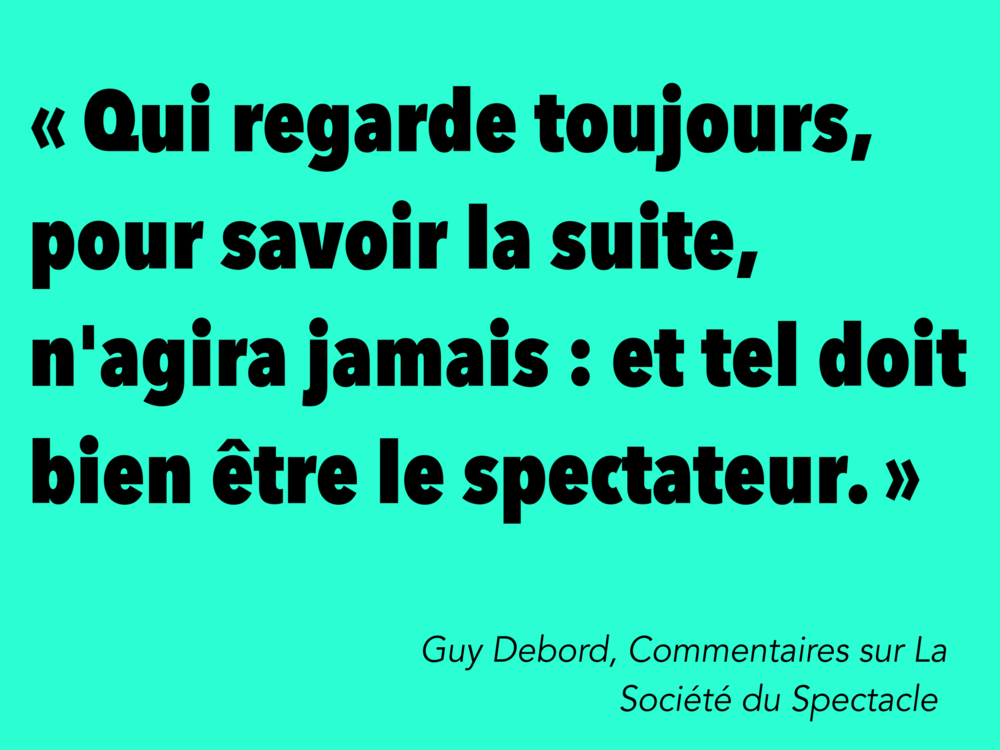 « Qui regarde toujours,
pour savoir la suite,
n'agira jamais : et tel doit
bien être le spectateur. »
Guy Debord, Commentaires sur La
Société du Spectacle